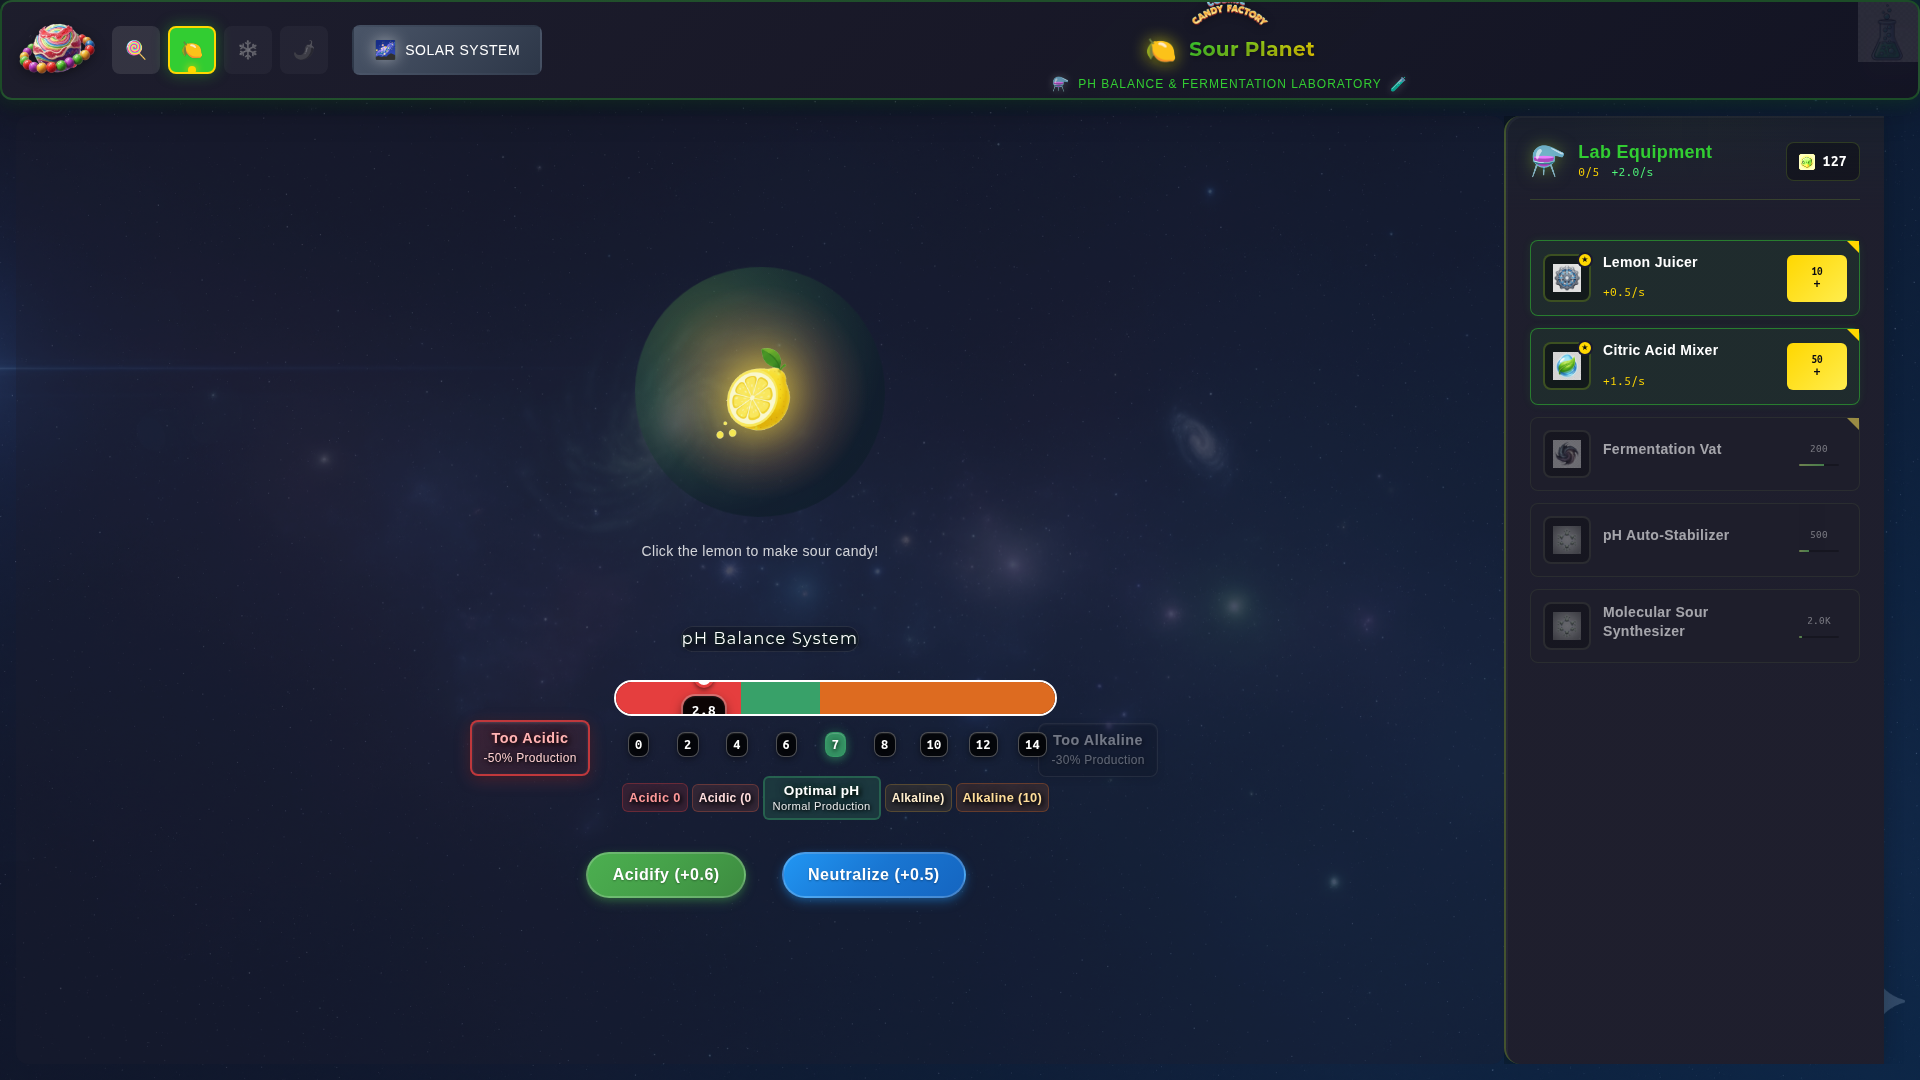 CANDY FACTORY
SOLAR SYSTEM
Sour Planet
PH BALANCE & FERMENTATION LABORATORY
Lab Equipment
0/5 +2.0/s
127
Lemon Juicer
+0.5/s
10
+
Citric Acid Mixer
+1.5/s
50
+
Fermentation Vat
200
pH Auto-Stabilizer
500
Molecular Sour
Synthesizer
2.0K
Click the lemon to make sour candy!
pH Balance System
2.8
Too Acidic
-50% Production
0 2 4 6 7 8 10 12 14
Too Alkaline
-30% Production
Acidic 0
Acidic (0
Optimal pH
Normal Production
Alkaline)
Alkaline (10)
Acidify (+0.6)
Neutralize (+0.5)